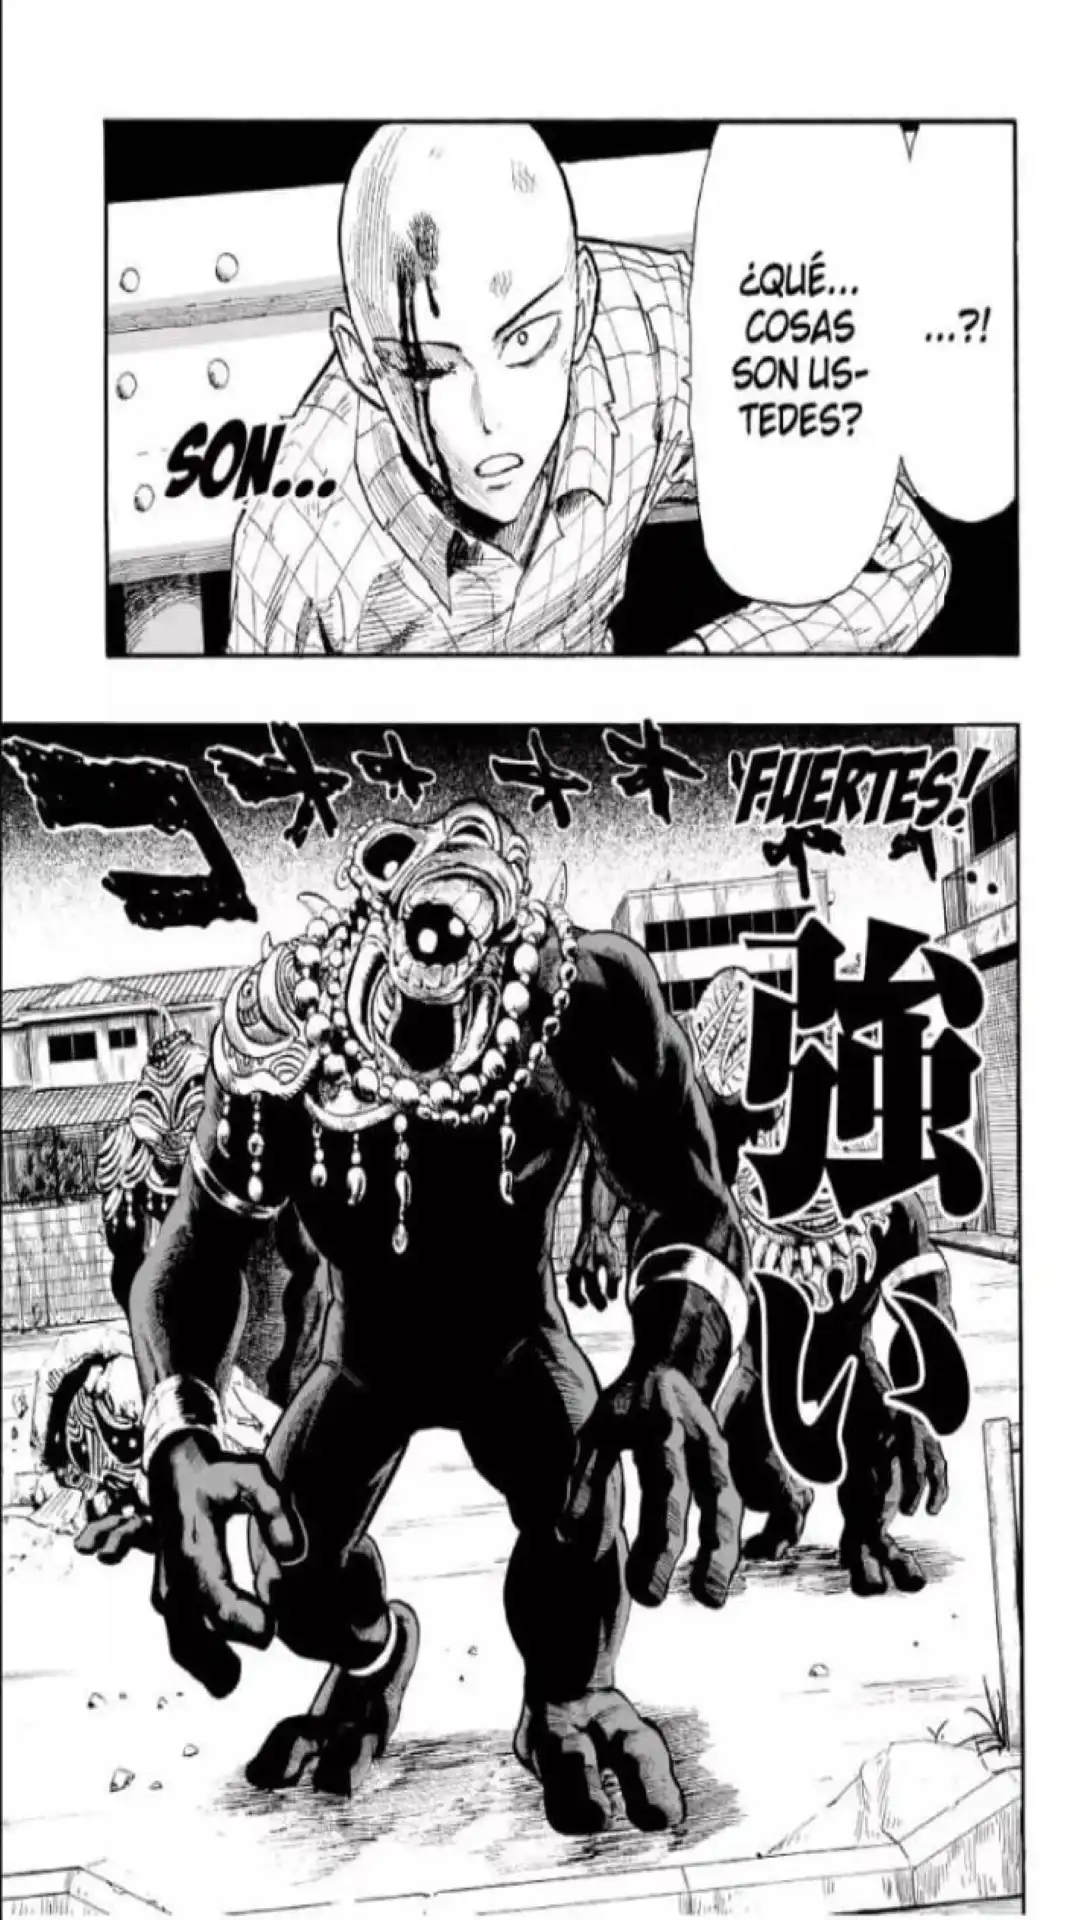 ...?!
¿QUÉ...
COSAS
SON US-
TEDES?
SON...
¡FUERTES!
強い